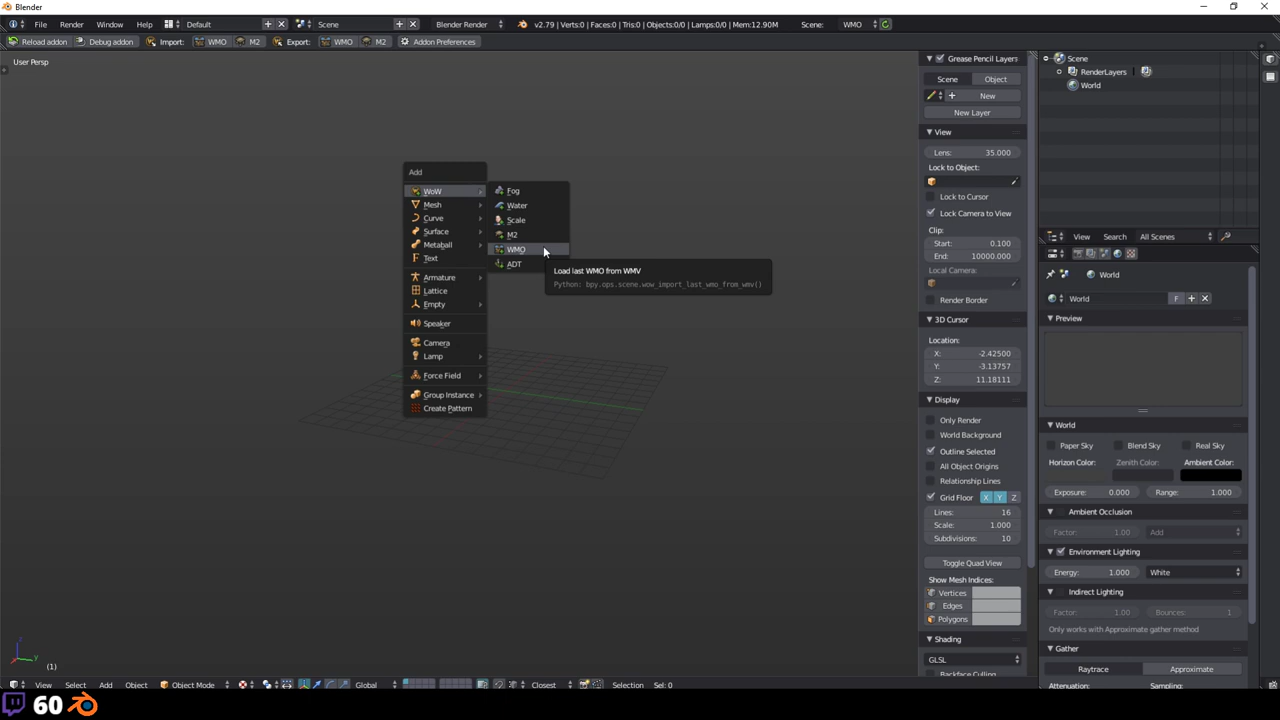 Blender
File
Render
Window
Help
Default
Scene
Blender Render
v2.79 | Verts:0 | Faces:0 | Tris:0 | Objects:0/0 | Lamps:0/0 | Mem:12.90M
Scene:
WMO
Reload addon
Debug addon
Import:
WMO
M2
Export:
WMO
M2
Addon Preferences
User Persp
Add
WoW
Mesh
Curve
Surface
Metaball
Text
Armature
Lattice
Empty
Speaker
Camera
Lamp
Force Field
Group Instance
Create Pattern
Fog
Water
Scale
M2
WMO
ADT
Load last WMO from WMV
Python: bpy.ops.scene.wow_import_last_wmo_from_wmv()
z
y
(1)
View
Select
Add
Object
Object Mode
Global
Closest
Selection
Sel: 0
60
Grease Pencil Layers
Scene
Object
New
New Layer
View
Lens: 35.000
Lock to Object:
Lock to Cursor
Lock Camera to View
Clip:
Start: 0.100
End: 10000.000
Local Camera:
Render Border
3D Cursor
Location:
X: -2.42500
Y: -3.13757
Z: 11.18111
Display
Only Render
World Background
Outline Selected
All Object Origins
Relationship Lines
Grid Floor X Y Z
Lines: 16
Scale: 1.000
Subdivisions: 10
Toggle Quad View
Show Mesh Indices:
Vertices
Edges
Polygons
Shading
GLSL
Backface Culling
Scene
RenderLayers
World
View
Search
All Scenes
World
World
F
Preview
World
Paper Sky
Blend Sky
Real Sky
Horizon Color:
Zenith Color:
Ambient Color:
Exposure: 0.000
Range: 1.000
Ambient Occlusion
Factor: 1.00
Add
Environment Lighting
Energy: 1.000
White
Indirect Lighting
Factor: 1.00
Bounces: 1
Only works with Approximate gather method
Gather
Raytrace
Approximate
Attenuation:
Sampling: